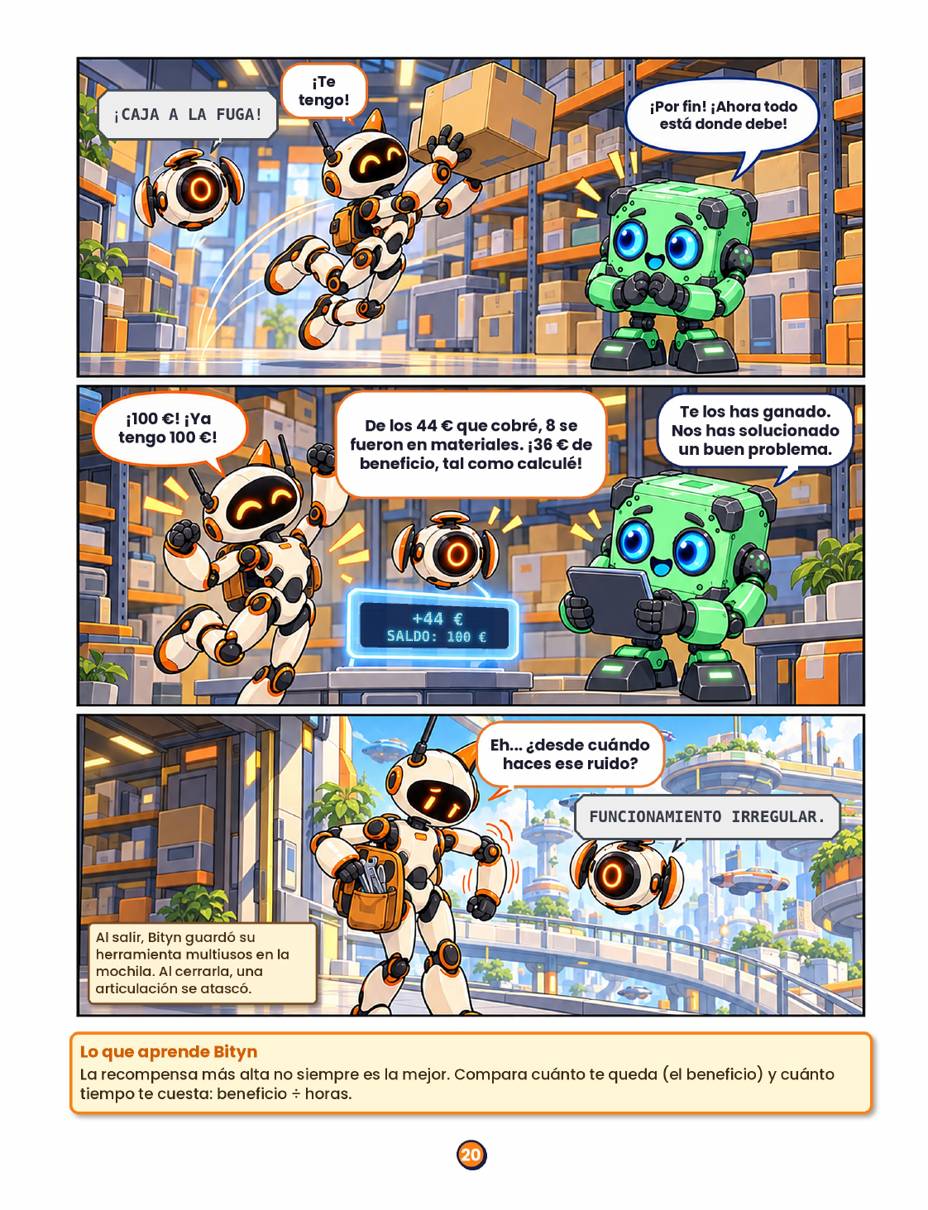 ¡CAJA A LA FUGA!
¡Te
tengo!
¡Por fin! ¡Ahora todo
está donde debe!
¡100 €! ¡Ya
tengo 100 €!
De los 44 € que cobré, 8 se
fueron en materiales. ¡36 € de
beneficio, tal como calculé!
Te los has ganado.
Nos has solucionado
un buen problema.
+44 €
SALDO: 100 €
Eh... ¿desde cuándo
haces ese ruido?
FUNCIONAMIENTO IRREGULAR.
Al salir, Bityn guardó su
herramienta multiusos en la
mochila. Al cerrarla, una
articulación se atascó.
Lo que aprende Bityn
La recompensa más alta no siempre es la mejor. Compara cuánto te queda (el beneficio) y cuánto
tiempo te cuesta: beneficio ÷ horas.
20